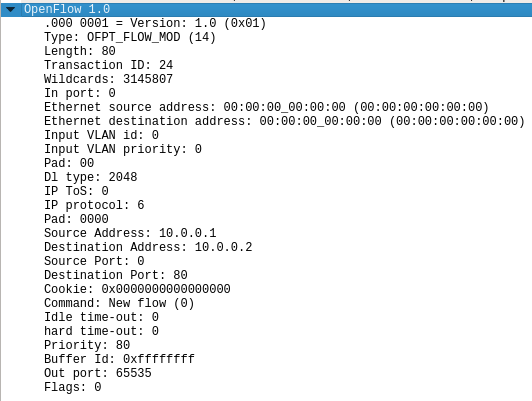 OpenFlow 1.0
.000 0001 = Version: 1.0 (0x01)
Type: OFPT_FLOW_MOD (14)
Length: 80
Transaction ID: 24
Wildcards: 3145807
In port: 0
Ethernet source address: 00:00:00_00:00:00 (00:00:00:00:00:00)
Ethernet destination address: 00:00:00_00:00:00 (00:00:00:00:00:00)
Input VLAN id: 0
Input VLAN priority: 0
Pad: 00
Dl type: 2048
IP ToS: 0
IP protocol: 6
Pad: 0000
Source Address: 10.0.0.1
Destination Address: 10.0.0.2
Source Port: 0
Destination Port: 80
Cookie: 0x0000000000000000
Command: New flow (0)
Idle time-out: 0
hard time-out: 0
Priority: 80
Buffer Id: 0xffffffff
Out port: 65535
Flags: 0